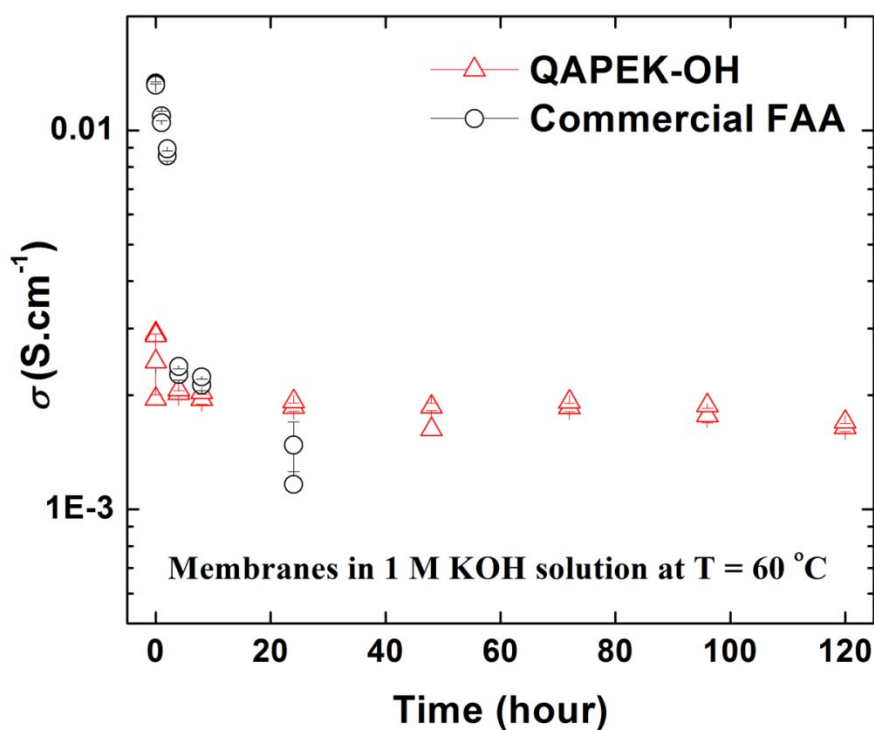 QAPEK-OH
Commercial FAA
0.01
1E-3
σ (S.cm⁻¹)
Membranes in 1 M KOH solution at T = 60 °C
0 20 40 60 80 100 120
Time (hour)